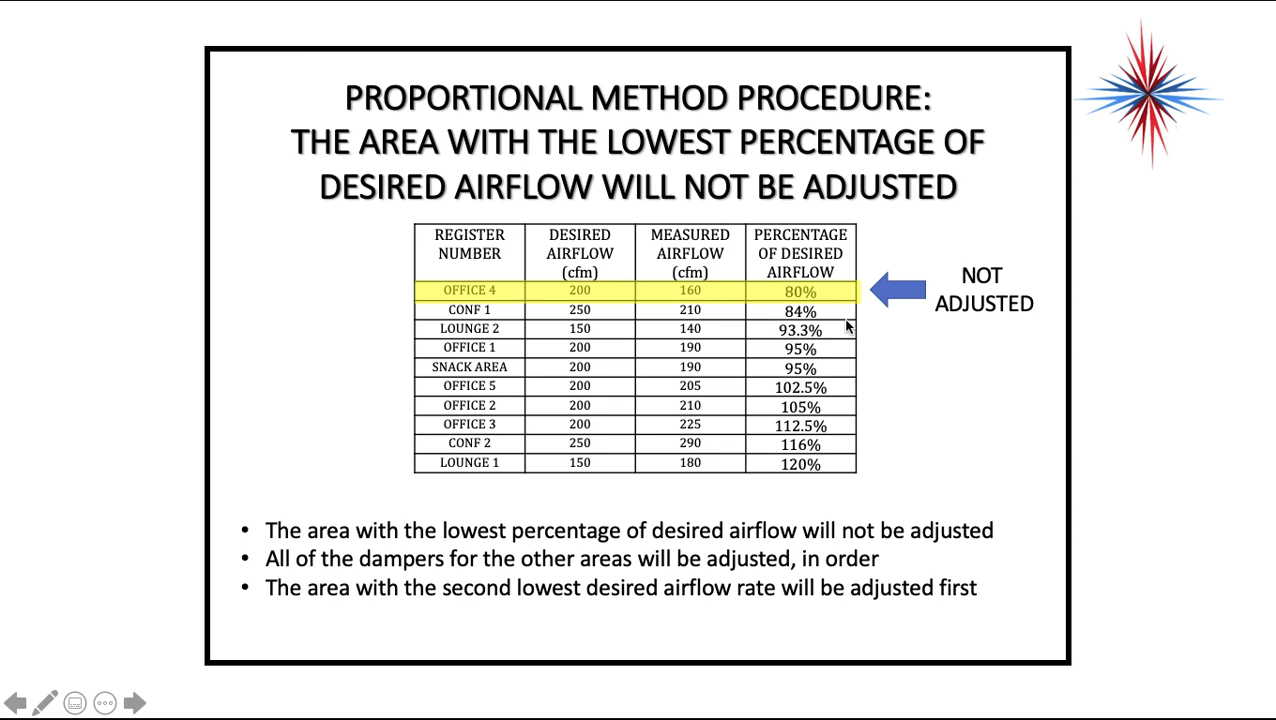 PROPORTIONAL METHOD PROCEDURE:
THE AREA WITH THE LOWEST PERCENTAGE OF
DESIRED AIRFLOW WILL NOT BE ADJUSTED
REGISTER NUMBER DESIRED AIRFLOW (cfm) MEASURED AIRFLOW (cfm) PERCENTAGE OF DESIRED AIRFLOW
OFFICE 4 200 160 80%
CONF 1 250 210 84%
LOUNGE 2 150 140 93.3%
OFFICE 1 200 190 95%
SNACK AREA 200 190 95%
OFFICE 5 200 205 102.5%
OFFICE 2 200 210 105%
OFFICE 3 200 225 112.5%
CONF 2 250 290 116%
LOUNGE 1 150 180 120%
NOT
ADJUSTED
• The area with the lowest percentage of desired airflow will not be adjusted
• All of the dampers for the other areas will be adjusted, in order
• The area with the second lowest desired airflow rate will be adjusted first